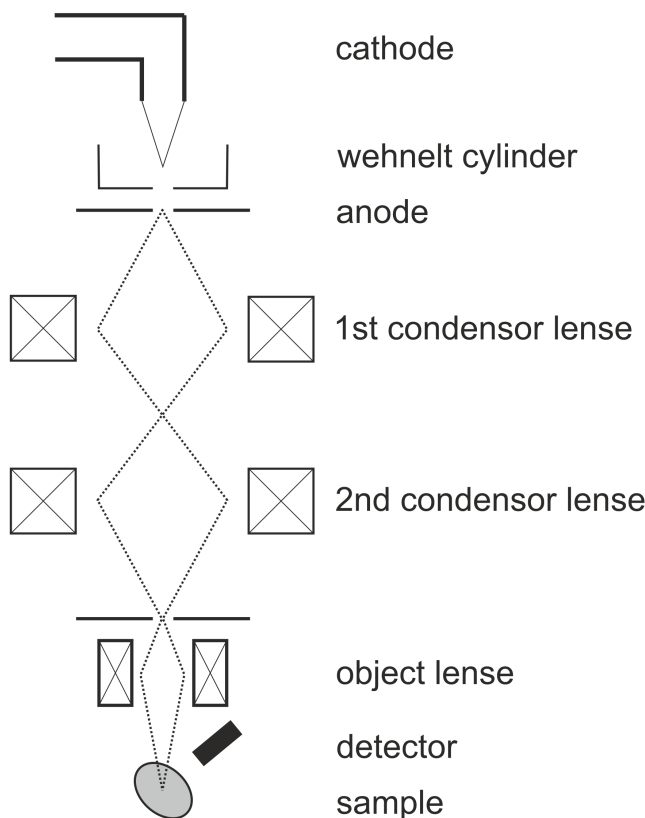 cathode
wehnelt cylinder
anode
1st condensor lense
2nd condensor lense
object lense
detector
sample